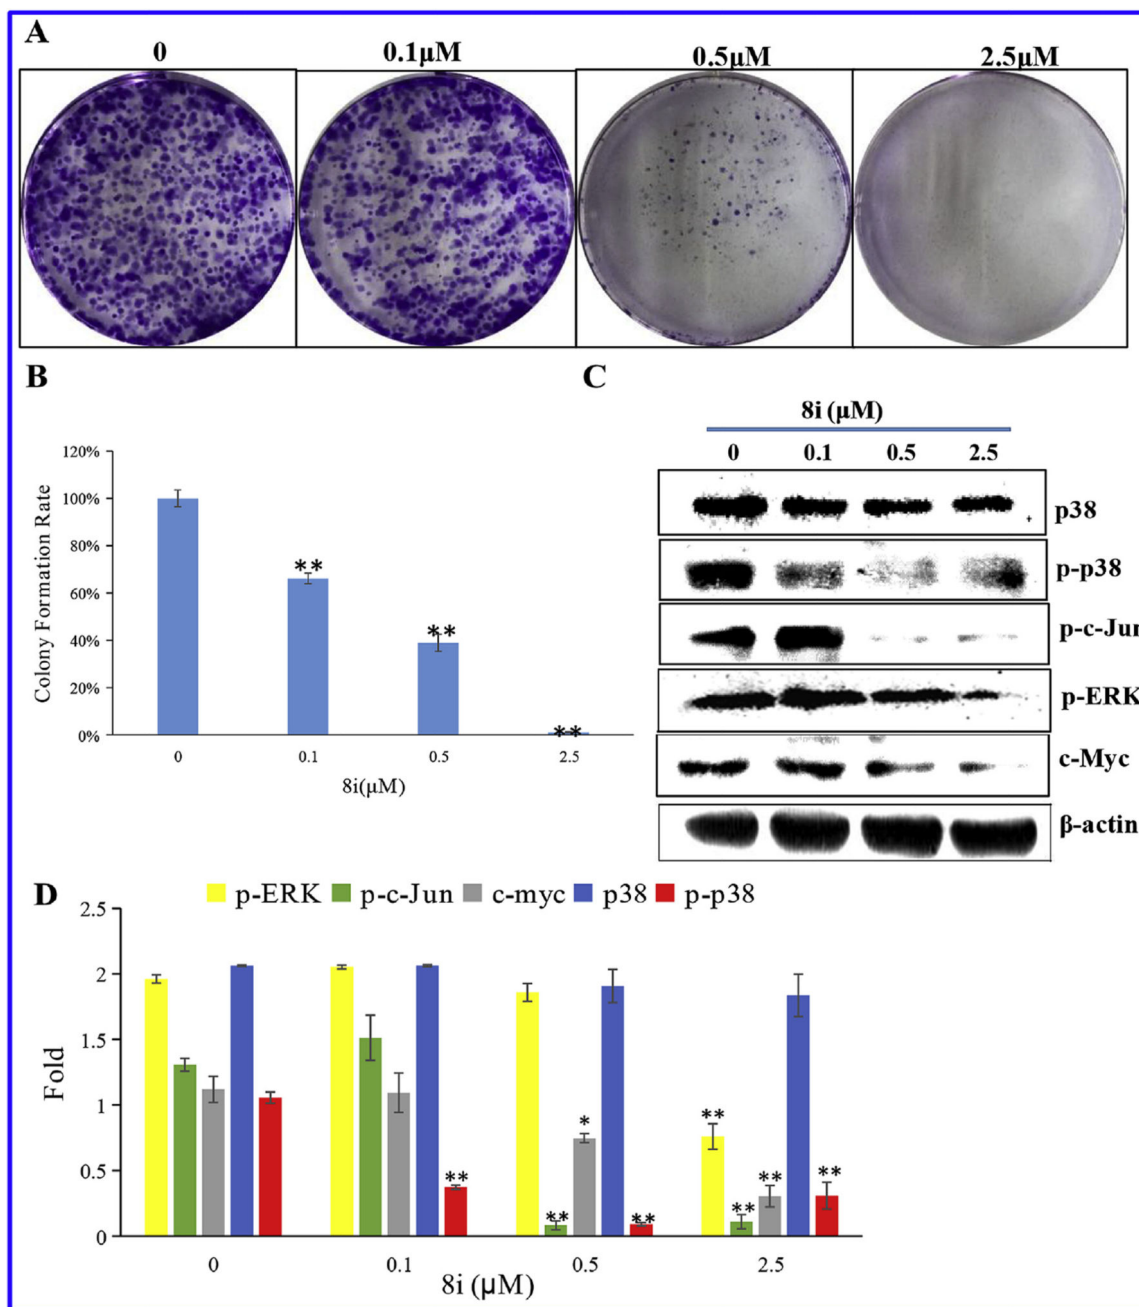 A
0 0.1μM 0.5μM 2.5μM
B
120%
100%
80%
60%
40%
20%
0%
Colony Formation Rate
**
**
**
0 0.1 0.5 2.5
8i(μM)
C
8i (μM)
0 0.1 0.5 2.5
p38
p-p38
p-c-Jun
p-ERK
c-Myc
β-actin
D
p-ERK p-c-Jun c-myc p38 p-p38
2.5
2
1.5
1
0.5
0
Fold
**
** * **
** ** ** **
0 0.1 0.5 2.5
8i (μM)